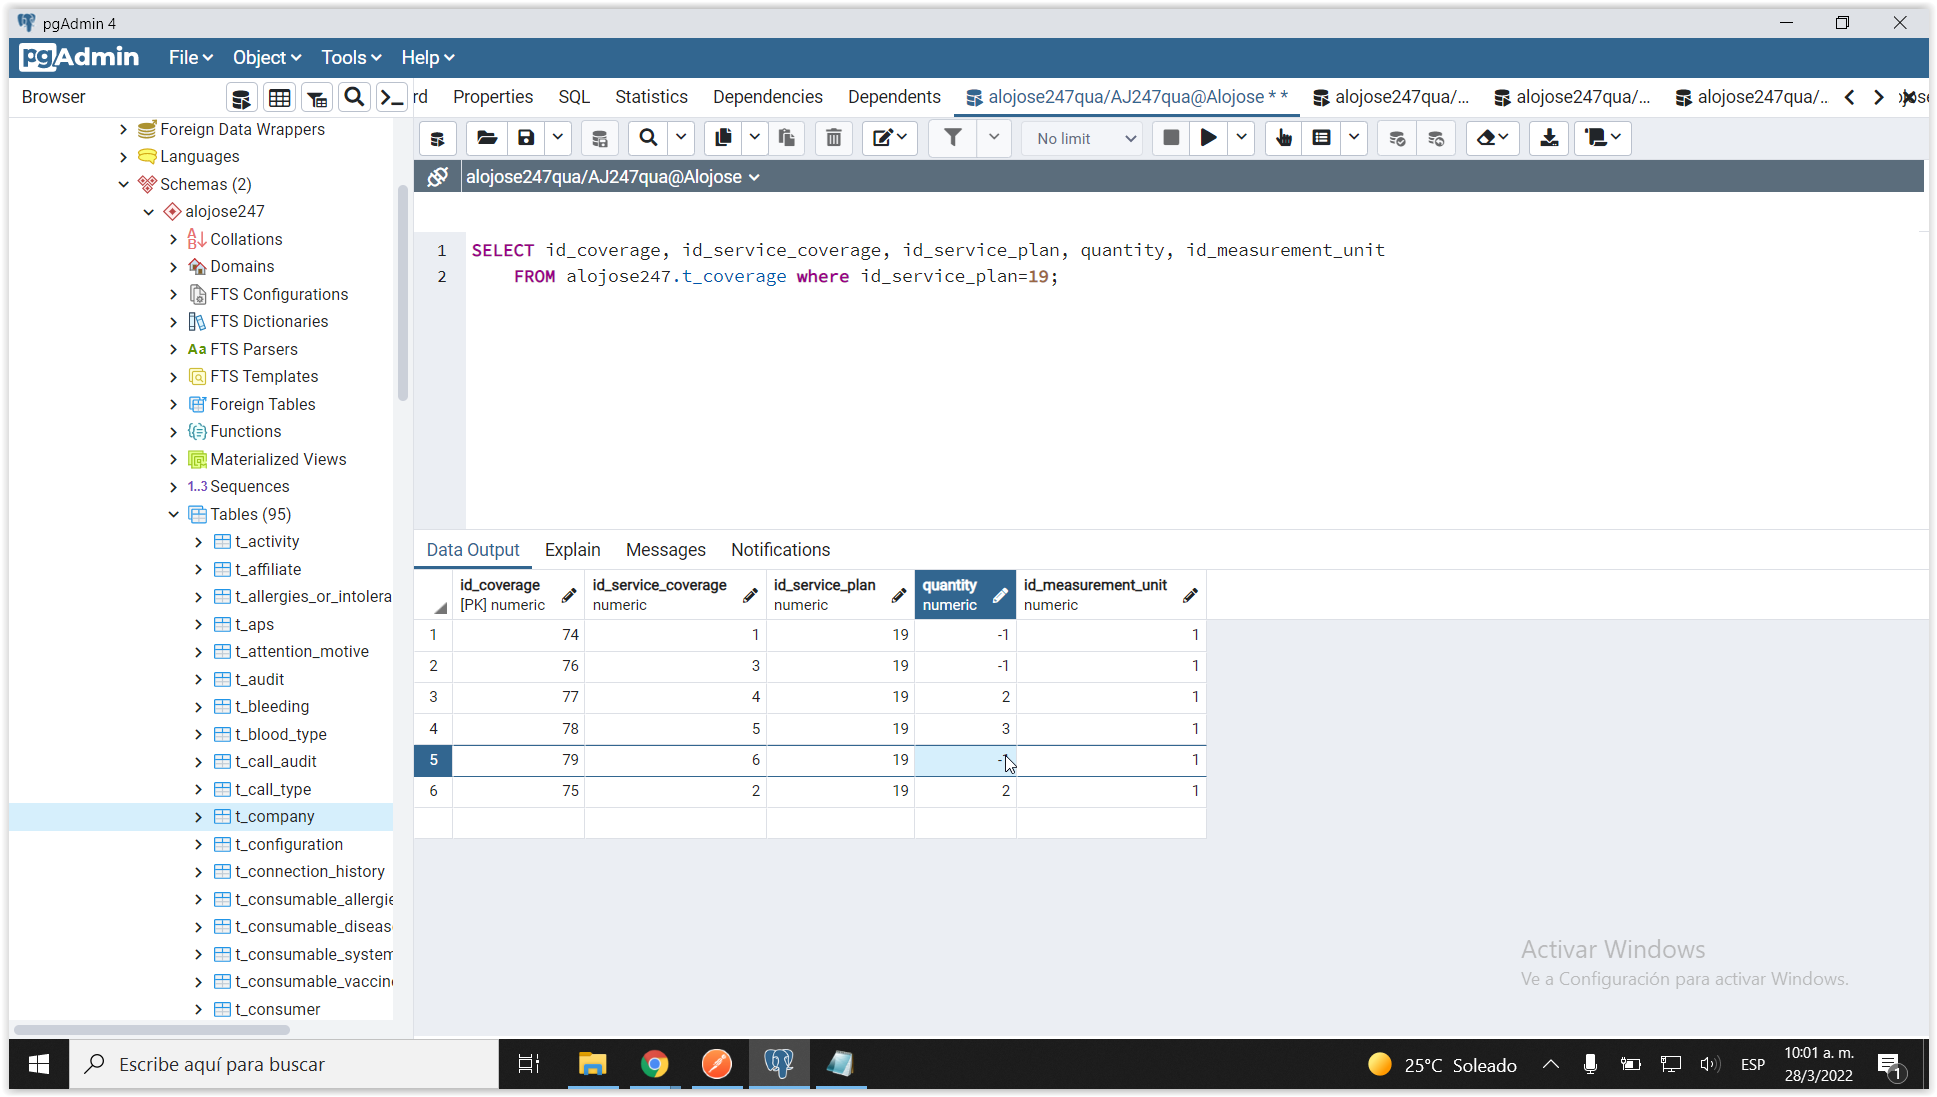 pgAdmin 4
pgAdmin File Object Tools Help
Browser
rd Properties SQL Statistics Dependencies Dependents alojose247qua/AJ247qua@Alojose * * alojose247qua/... alojose247qua/... alojose247qua/..
No limit
alojose247qua/AJ247qua@Alojose
Foreign Data Wrappers
Languages
Schemas (2)
alojose247
Collations
Domains
FTS Configurations
FTS Dictionaries
Aa FTS Parsers
FTS Templates
Foreign Tables
Functions
Materialized Views
1..3 Sequences
Tables (95)
t_activity
t_affiliate
t_allergies_or_intolera
t_aps
t_attention_motive
t_audit
t_bleeding
t_blood_type
t_call_audit
t_call_type
t_company
t_configuration
t_connection_history
t_consumable_allergie
t_consumable_diseas
t_consumable_system
t_consumable_vaccin
t_consumer
1 SELECT id_coverage, id_service_coverage, id_service_plan, quantity, id_measurement_unit
2 FROM alojose247.t_coverage where id_service_plan=19;
Data Output Explain Messages Notifications
id_coverage id_service_coverage id_service_plan quantity id_measurement_unit
[PK] numeric numeric numeric numeric numeric
1 74 1 19 -1 1
2 76 3 19 -1 1
3 77 4 19 2 1
4 78 5 19 3 1
5 79 6 19 -1 1
6 75 2 19 2 1
Activar Windows
Ve a Configuración para activar Windows.
Escribe aquí para buscar
25°C Soleado
ESP
10:01 a. m.
28/3/2022
1